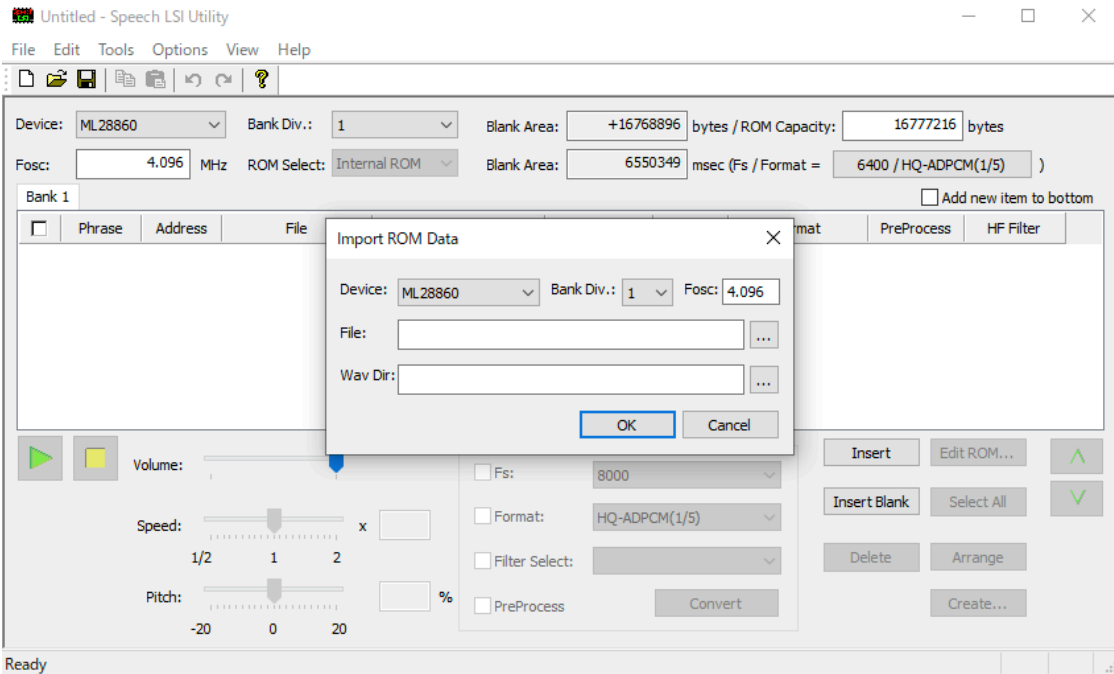 Untitled - Speech LSI Utility
File Edit Tools Options View Help
Device: ML28860 Bank Div.: 1 Blank Area: +16768896 bytes / ROM Capacity: 16777216 bytes
Fosc: 4.096 MHz ROM Select: Internal ROM Blank Area: 6550349 msec (Fs / Format = 6400 / HQ-ADPCM(1/5) )
Bank 1 Add new item to bottom
Phrase Address File mat PreProcess HF Filter
Import ROM Data
Device: ML28860 Bank Div.: 1 Fosc: 4.096
File: ...
Wav Dir: ...
OK Cancel
Volume: Fs: 8000 Insert Edit ROM...
Speed: x Format: HQ-ADPCM(1/5) Insert Blank Select All
1/2 1 2 Filter Select: Delete Arrange
Pitch: % PreProcess Convert Create...
-20 0 20
Ready